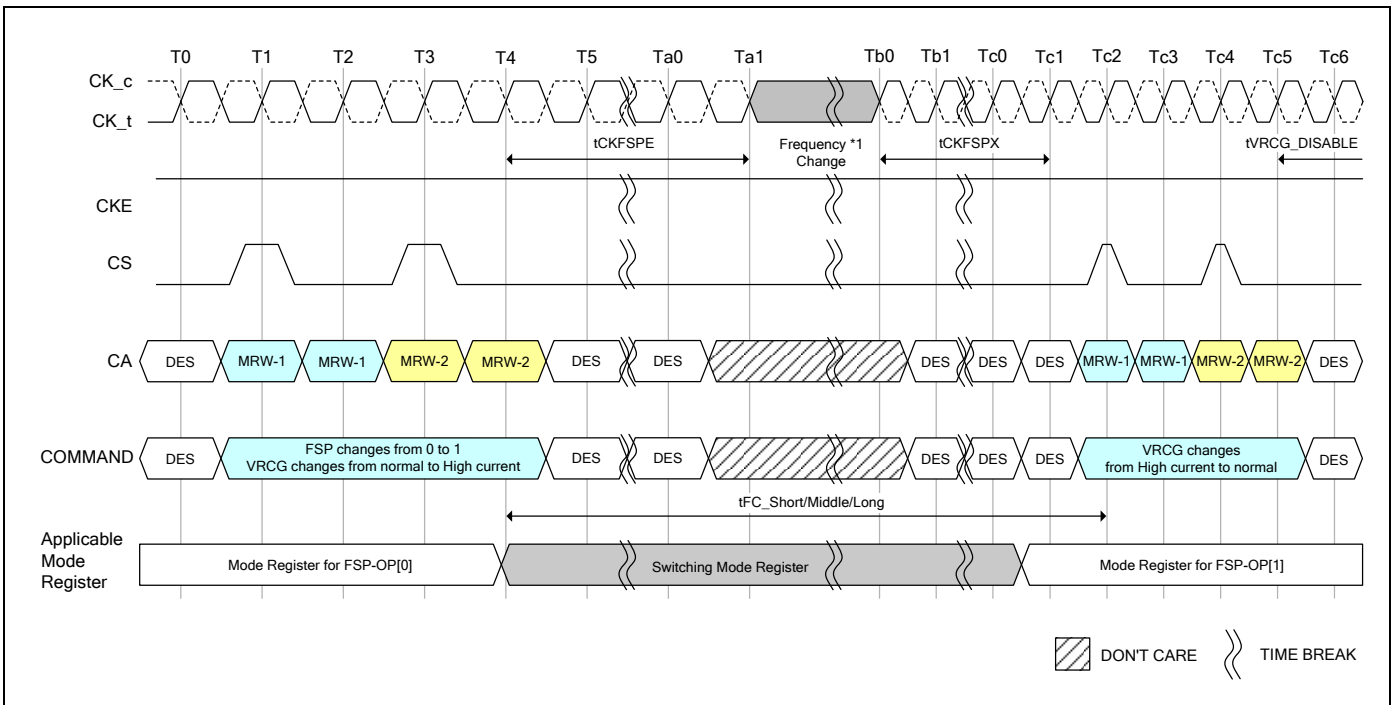 T0 T1 T2 T3 T4 T5 Ta0 Ta1 Tb0 Tb1 Tc0 Tc1 Tc2 Tc3 Tc4 Tc5 Tc6
CK_c
CK_t
tCKFSPE
Frequency *1
Change
tCKFSPX
tVRCG_DISABLE
CKE
CS
CA DES MRW-1 MRW-1 MRW-2 MRW-2 DES DES DES DES DES MRW-1 MRW-1 MRW-2 MRW-2 DES
COMMAND DES
FSP changes from 0 to 1
VRCG changes from normal to High current
DES DES DES DES DES
VRCG changes
from High current to normal
DES
tFC_Short/Middle/Long
Applicable
Mode
Register
Mode Register for FSP-OP[0] Switching Mode Register Mode Register for FSP-OP[1]
DON'T CARE TIME BREAK